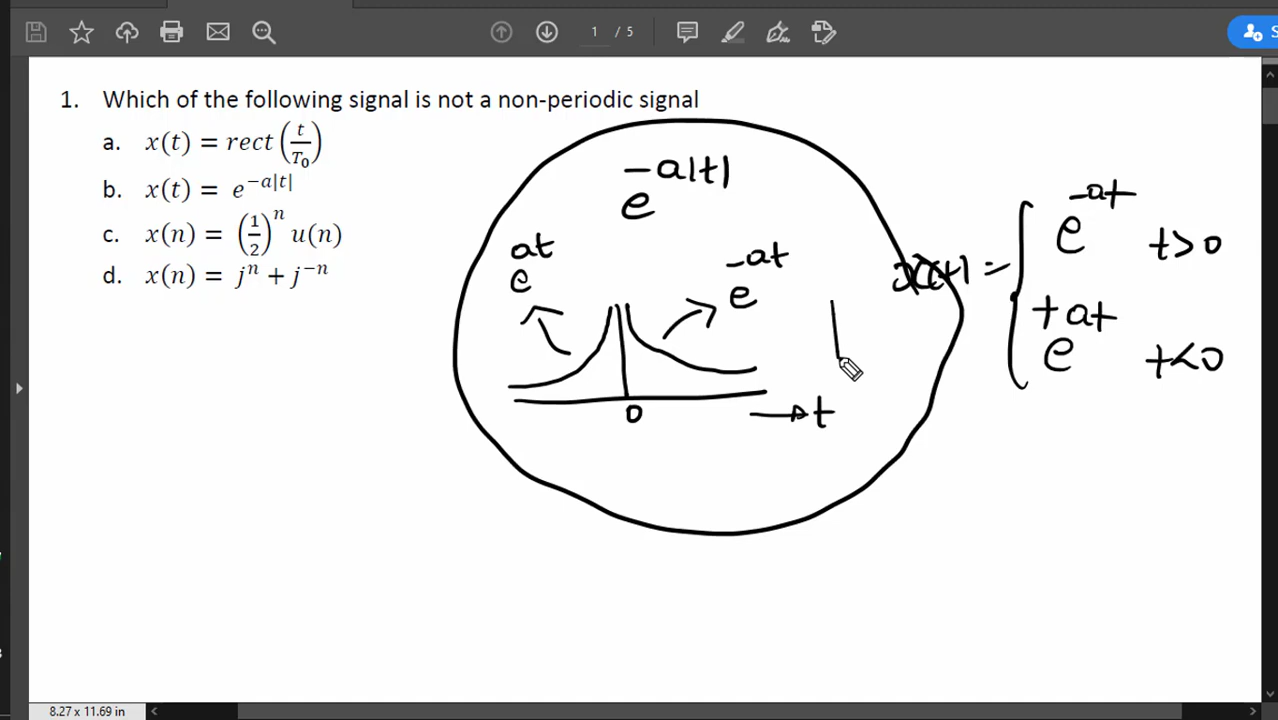 1 / 5
1. Which of the following signal is not a non-periodic signal
a. x(t) = rect (t/T₀)
b. x(t) = e^{-a|t|}
c. x(n) = (1/2)^n u(n)
d. x(n) = j^n + j^{-n}
e^{-a|t|}
e^{at}
e^{-at}
0
t
x(t) =
e^{-at} t>0
e^{+at} t<0
8.27 x 11.69 in